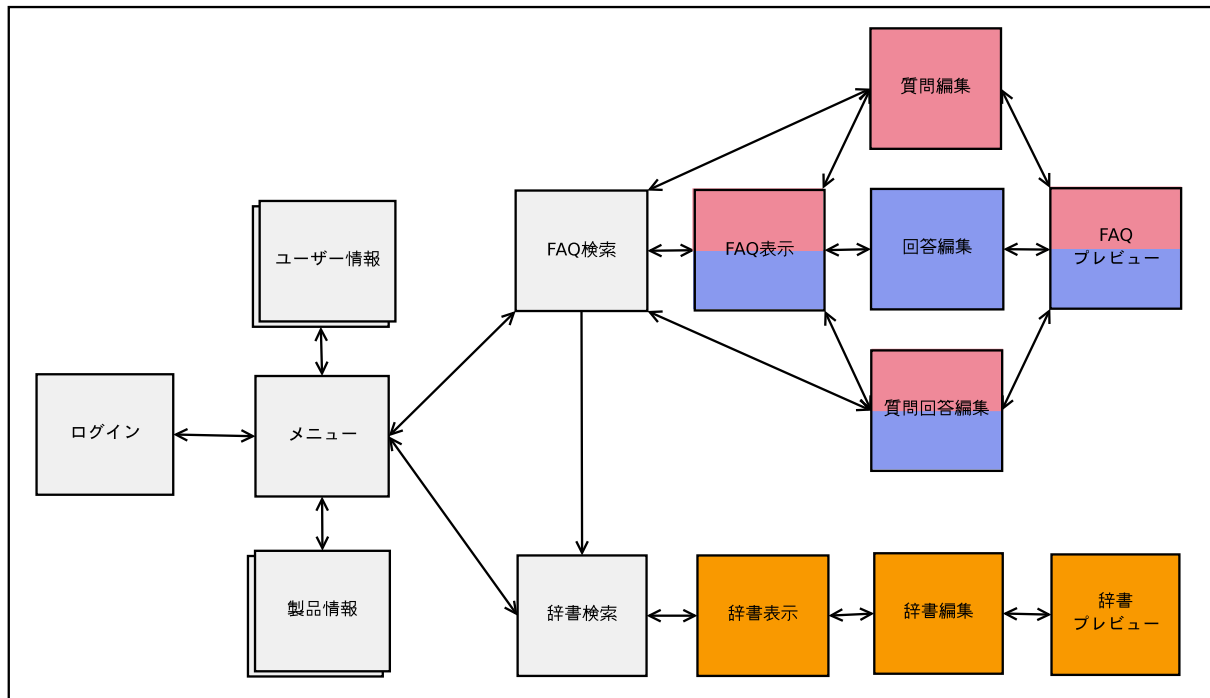 質問編集
ユーザー情報
FAQ検索
FAQ表示
回答編集
FAQ
プレビュー
ログイン
メニュー
質問回答編集
製品情報
辞書検索
辞書表示
辞書編集
辞書
プレビュー